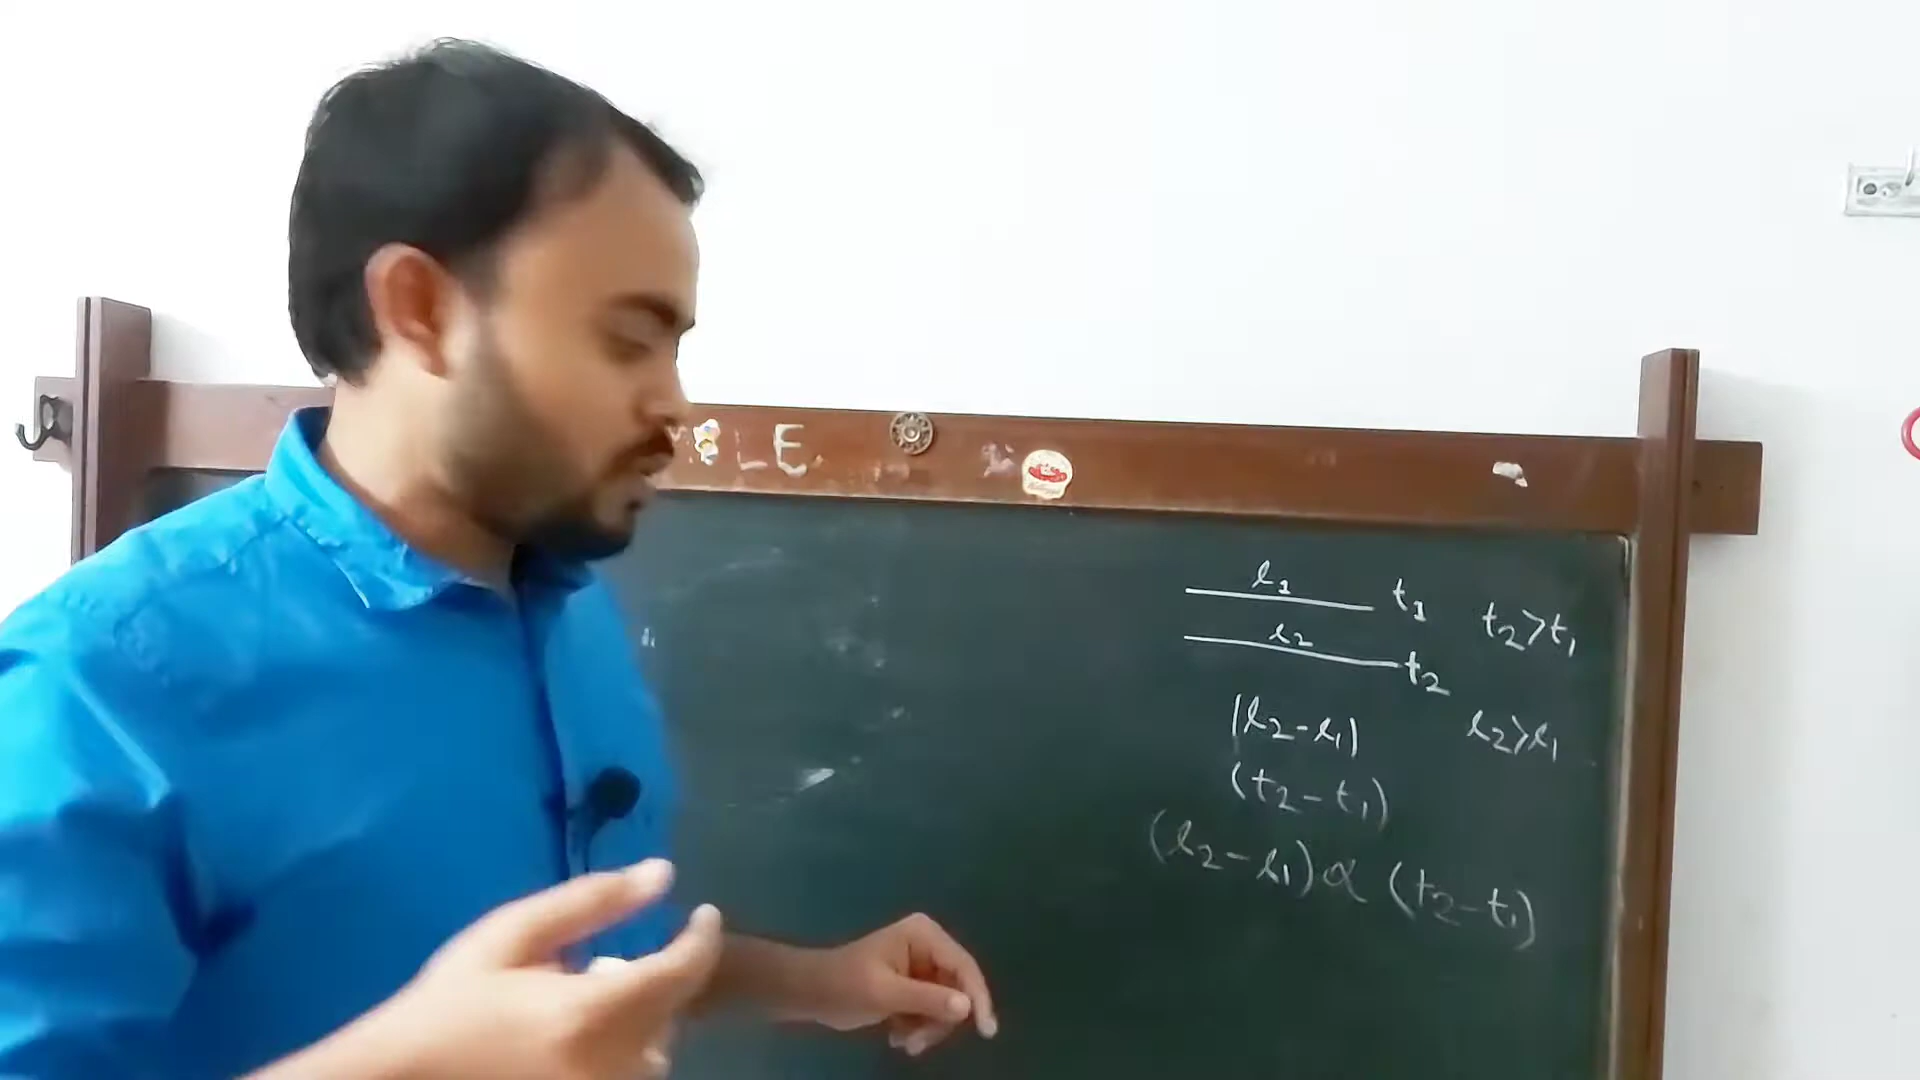 LE
l1 t1
t2>t1
l2 t2
|l2-l1| l2>l1
(t2-t1)
(l2-l1)∝(t2-t1)